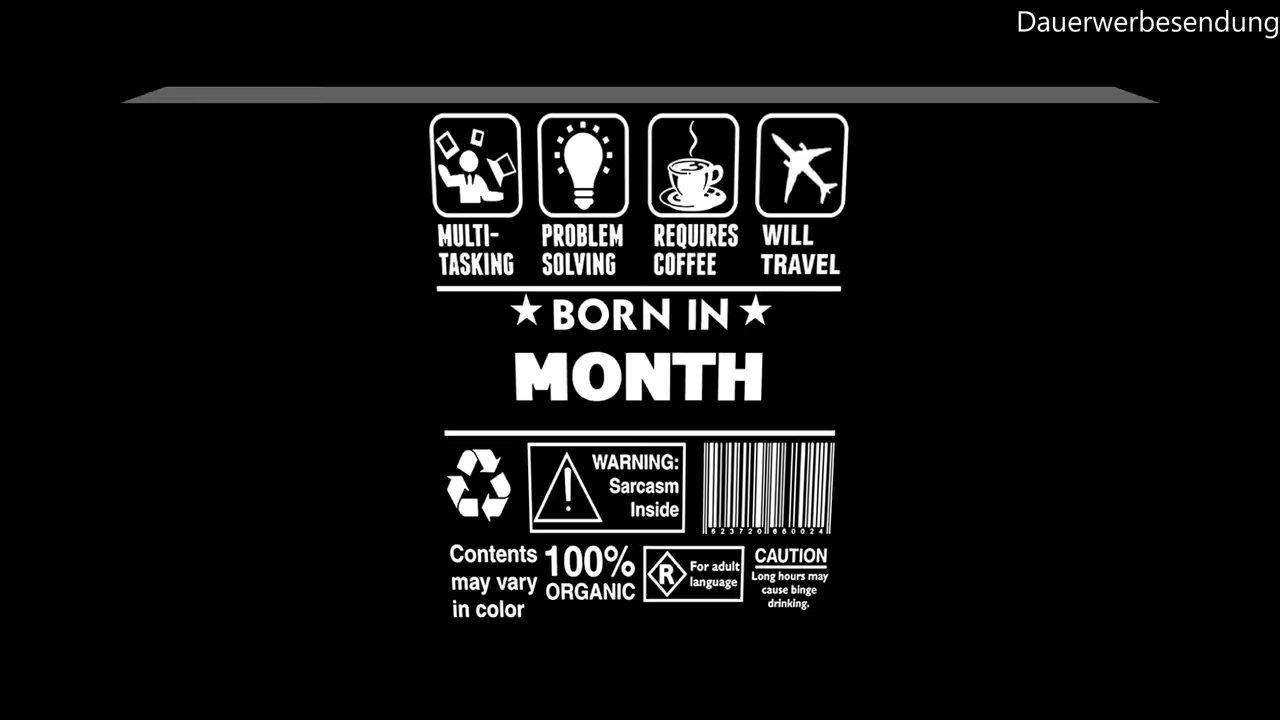 Dauerwerbesendung
MULTI-
TASKING
PROBLEM
SOLVING
REQUIRES
COFFEE
WILL
TRAVEL
BORN IN
MONTH
WARNING:
Sarcasm
Inside
623720660024
Contents
may vary
in color
100%
ORGANIC
R
For adult
language
CAUTION
Long hours may
cause binge
drinking.